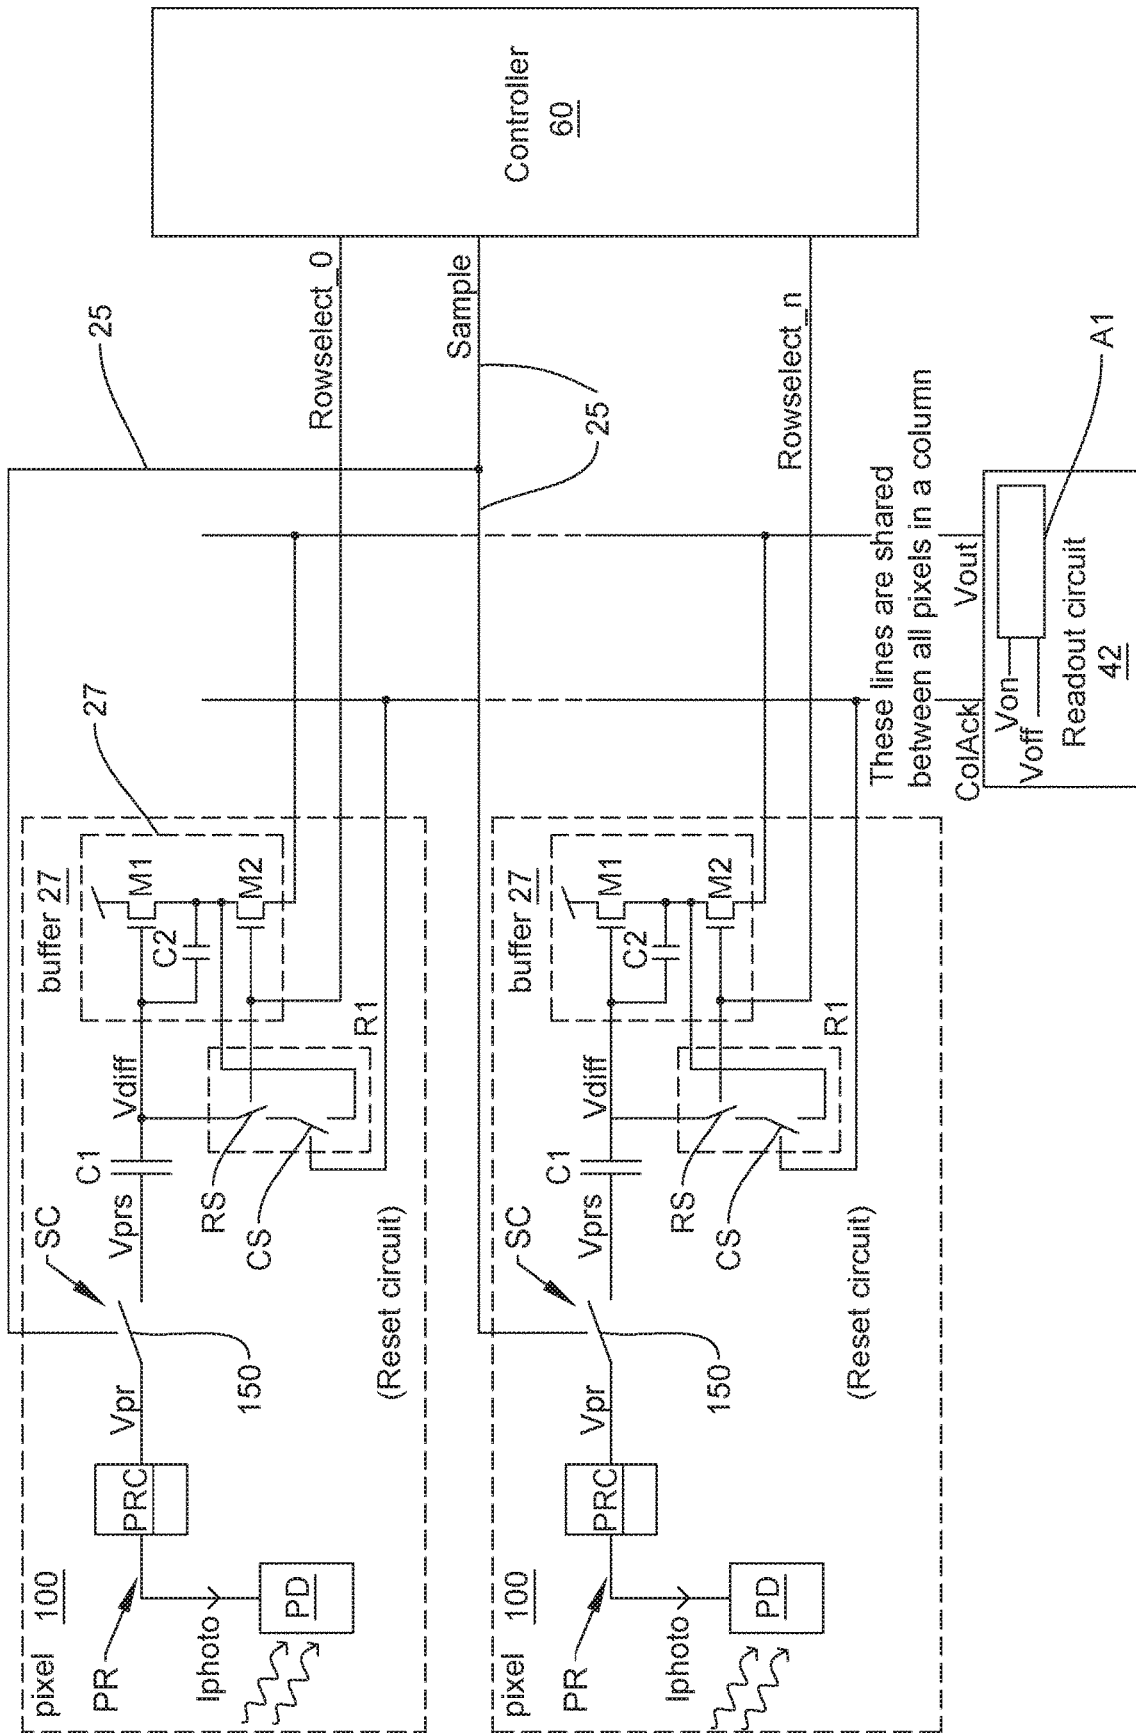 pixel 100
PR
Iphoto
PD
PRC
Vpr
150
SC
Vprs
C1
Vdiff
RS
CS
(Reset circuit)
R1
buffer 27
27
M1
C2
M2
25
Rowselect_0
Sample
25
Controller
60
pixel 100
PR
Iphoto
PD
PRC
Vpr
150
SC
Vprs
C1
Vdiff
RS
CS
(Reset circuit)
R1
buffer 27
M1
C2
M2
Rowselect_n
These lines are shared
between all pixels in a column
ColAck
Vout
Von
Voff
Readout circuit
42
A1